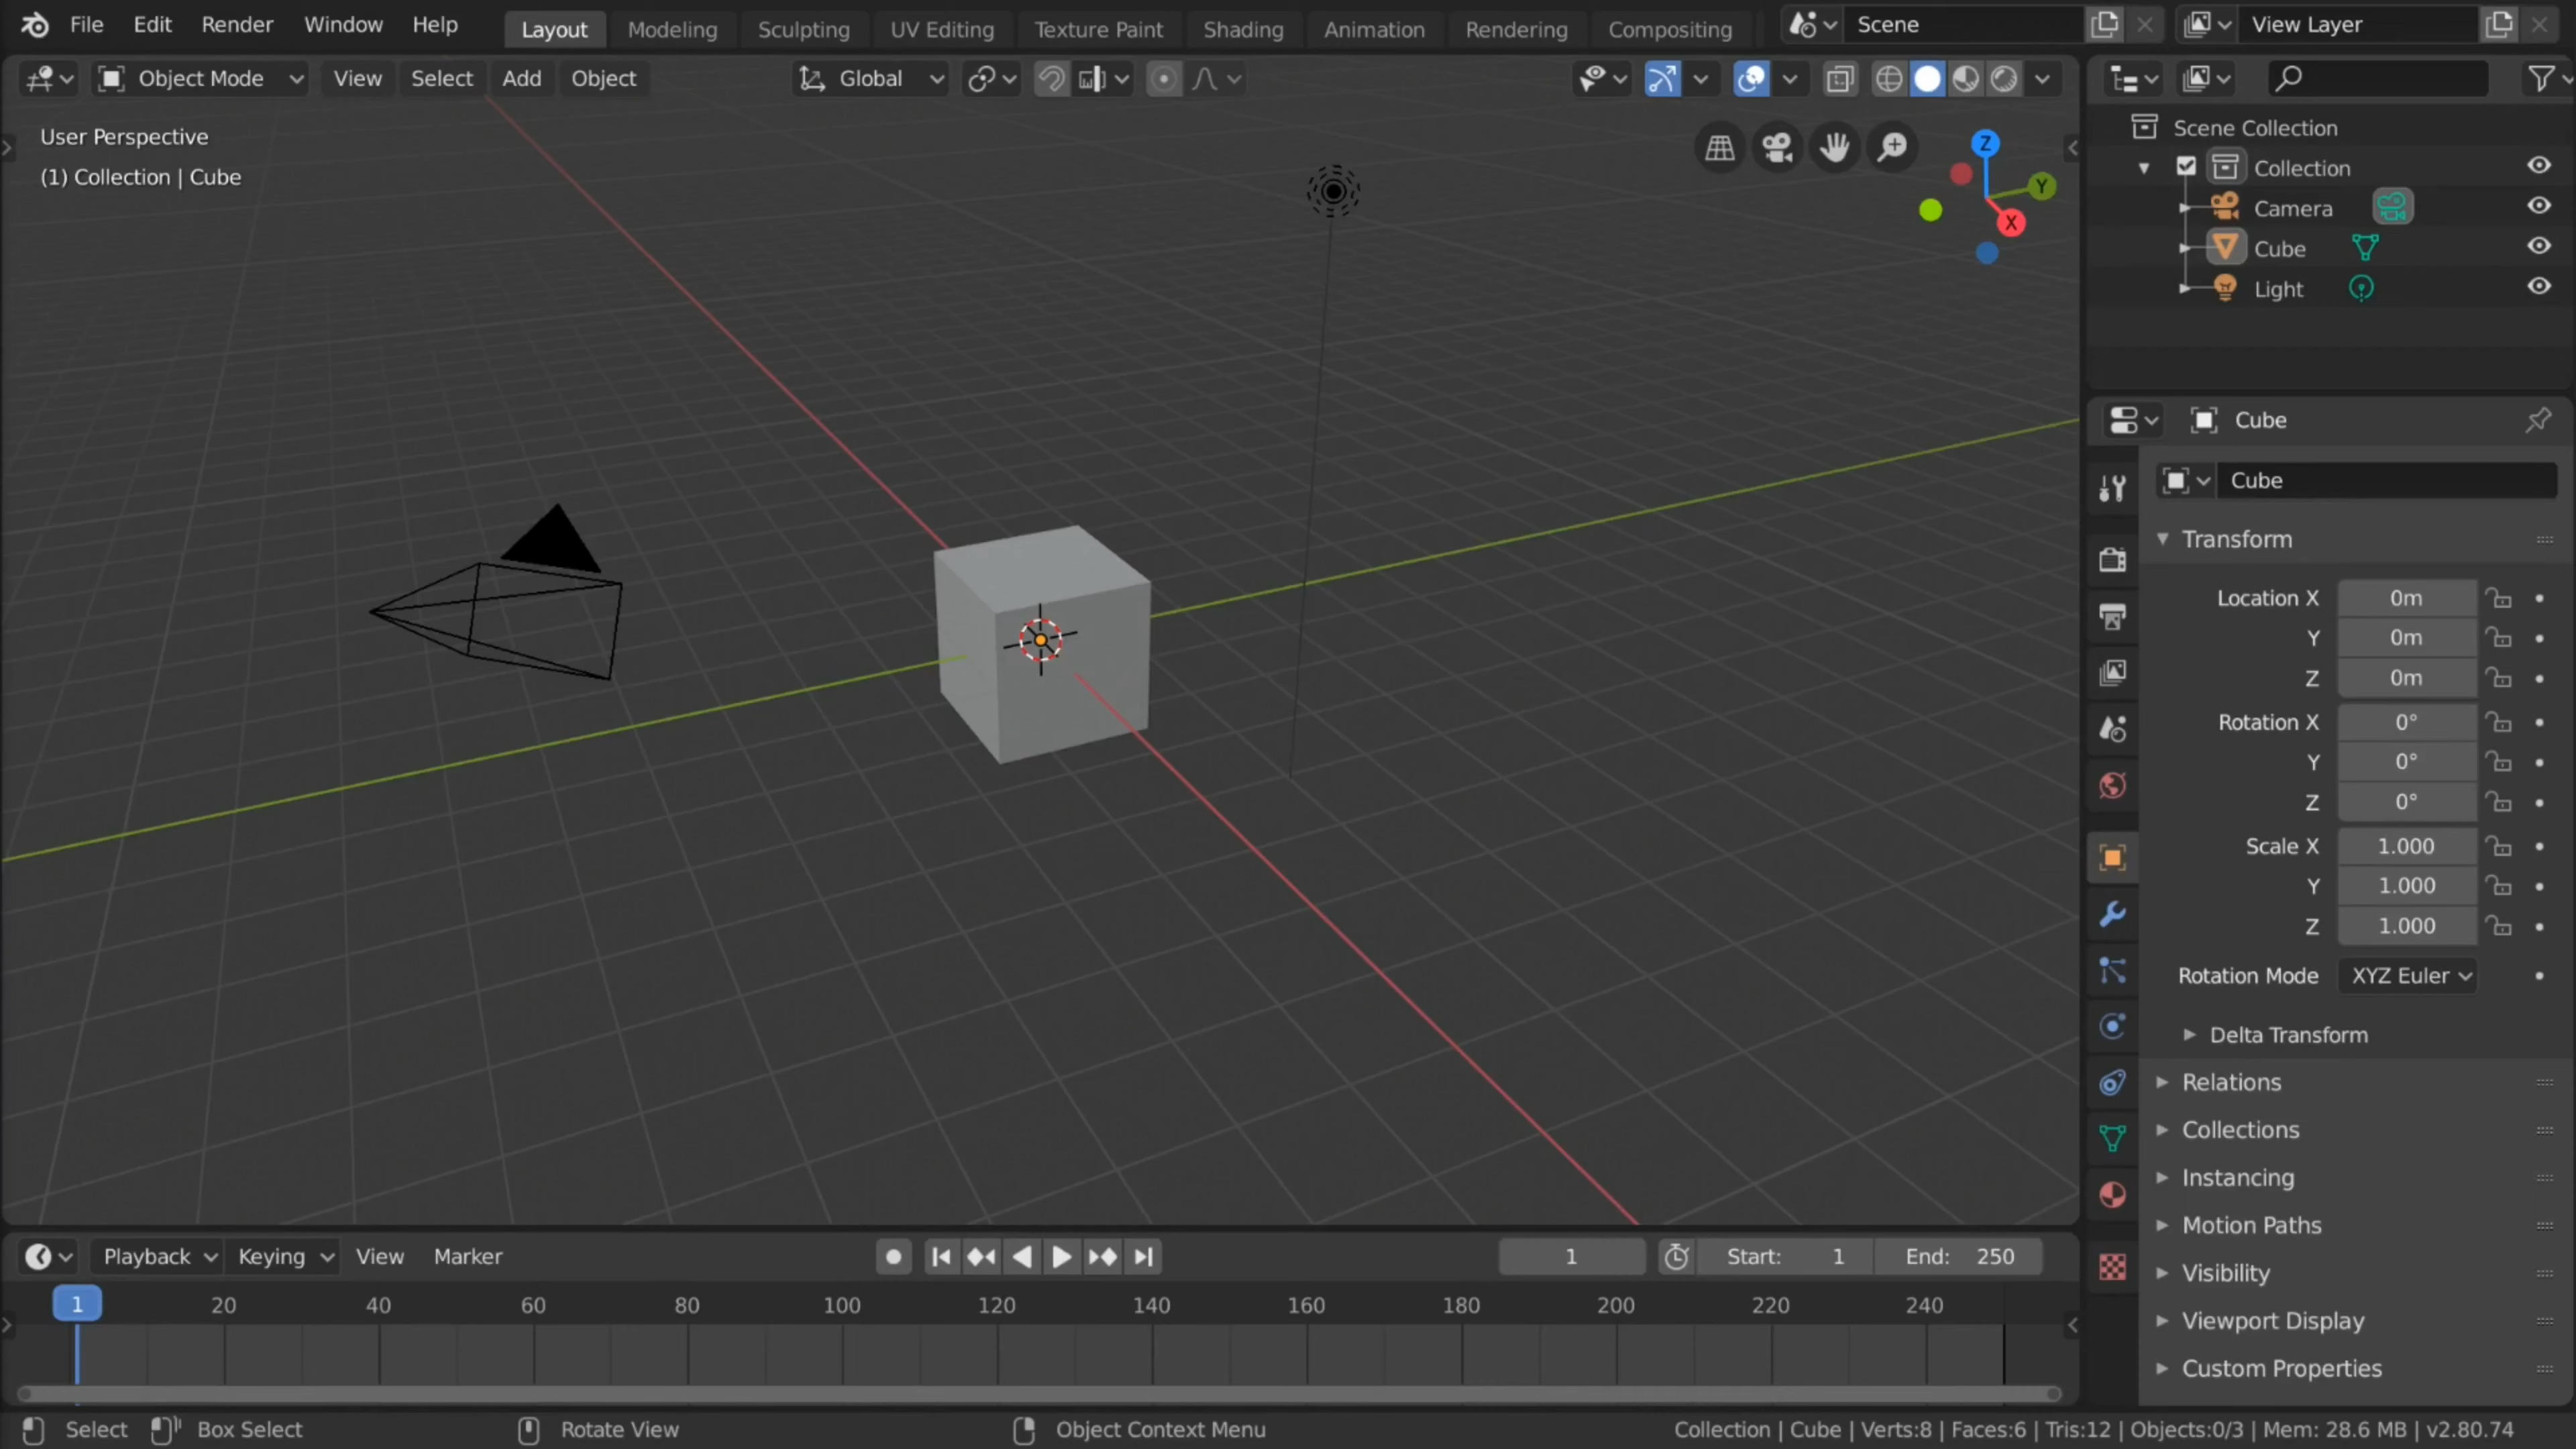 File Edit Render Window Help Layout Modeling Sculpting UV Editing Texture Paint Shading Animation Rendering Compositing Scene View Layer
Object Mode View Select Add Object Global
User Perspective
(1) Collection | Cube
Z
Y
X
Scene Collection
Collection
Camera
Cube
Light
Cube
Cube
Transform
Location X 0m
Y 0m
Z 0m
Rotation X 0°
Y 0°
Z 0°
Scale X 1.000
Y 1.000
Z 1.000
Rotation Mode XYZ Euler
Delta Transform
Relations
Collections
Instancing
Motion Paths
Visibility
Viewport Display
Custom Properties
Playback Keying View Marker 1 Start: 1 End: 250
1 20 40 60 80 100 120 140 160 180 200 220 240
Select Box Select Rotate View Object Context Menu Collection | Cube | Verts:8 | Faces:6 | Tris:12 | Objects:0/3 | Mem: 28.6 MB | v2.80.74